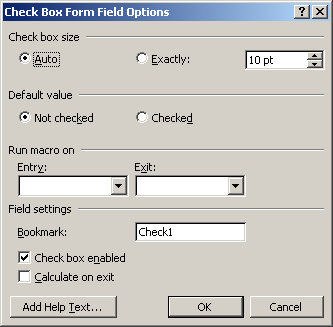 Check Box Form Field Options
Check box size
Auto Exactly: 10 pt
Default value
Not checked Checked
Run macro on
Entry: Exit:
Field settings
Bookmark: Check1
Check box enabled
Calculate on exit
Add Help Text... OK Cancel